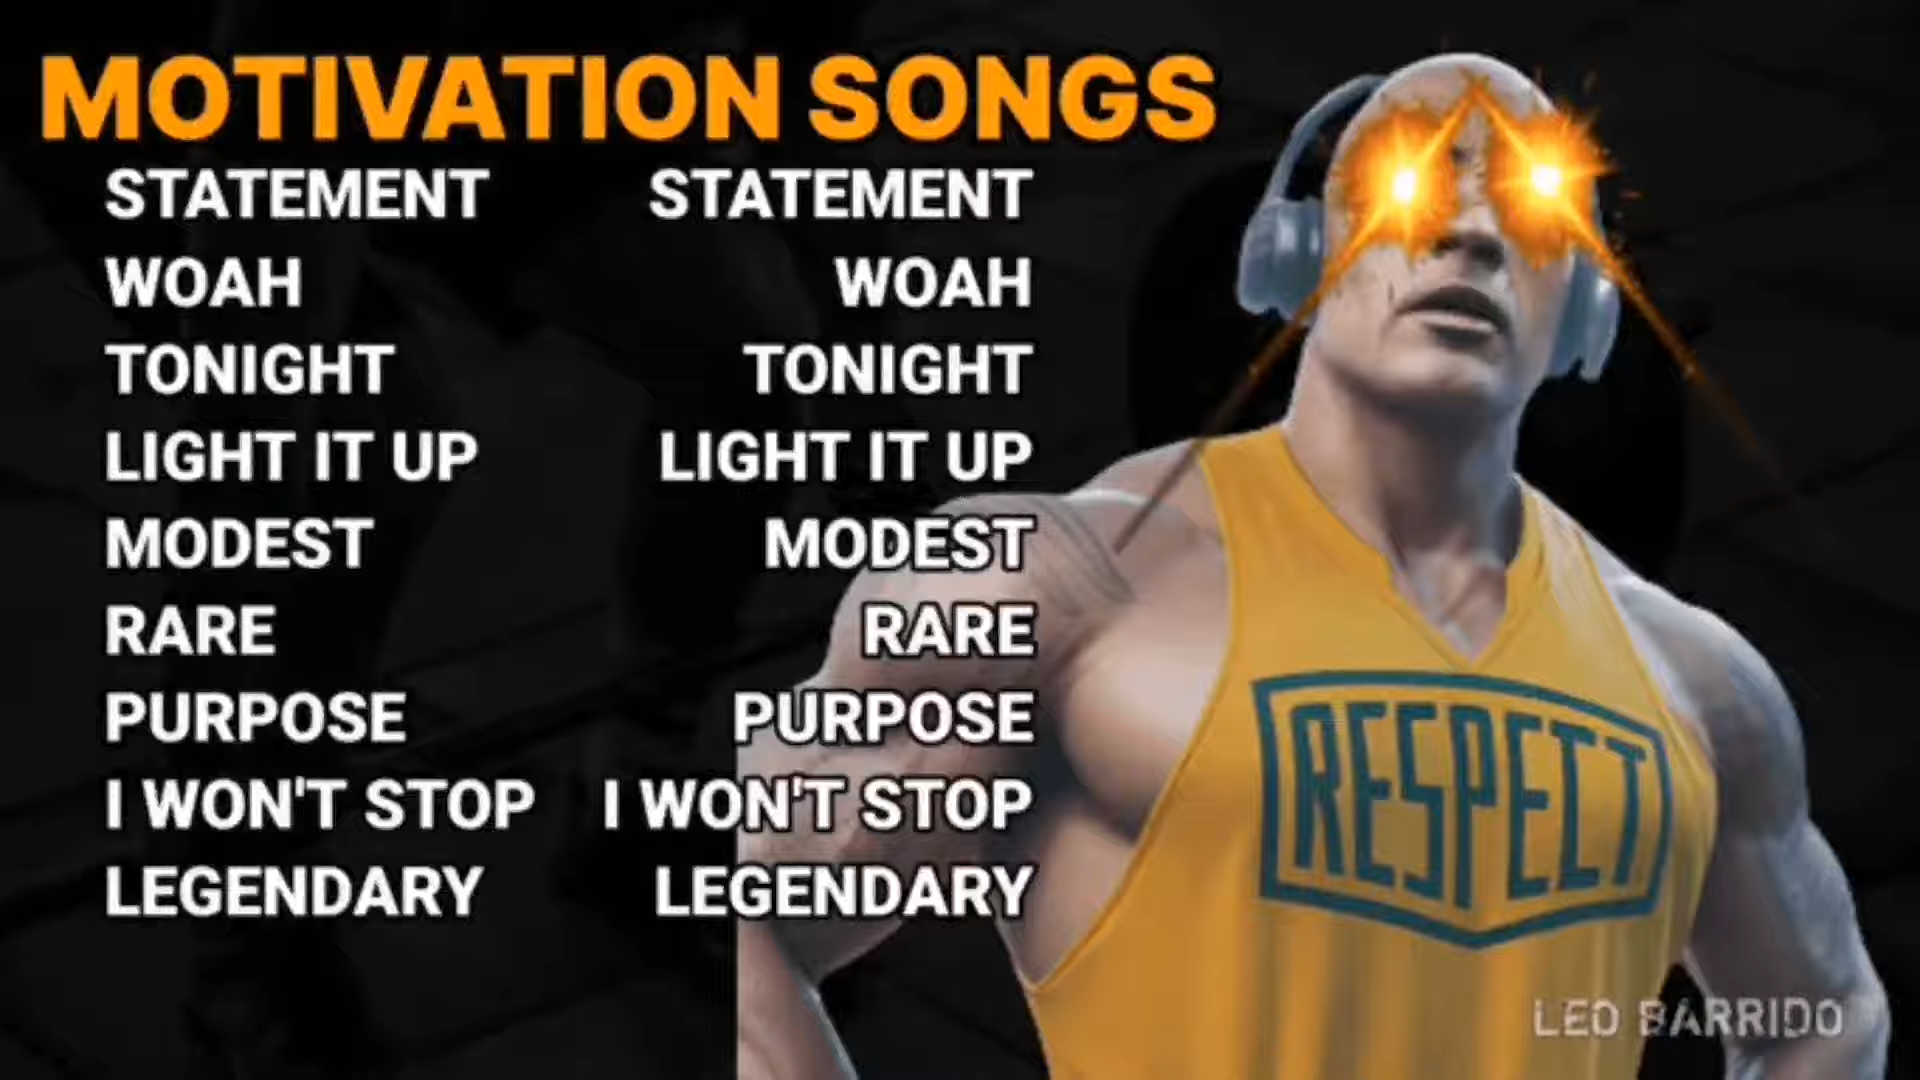 MOTIVATION SONGS
STATEMENT STATEMENT
WOAH WOAH
TONIGHT TONIGHT
LIGHT IT UP LIGHT IT UP
MODEST MODEST
RARE RARE
PURPOSE PURPOSE
I WON'T STOP I WON'T STOP
LEGENDARY LEGENDARY
RESPECT
LEO BARRIDO